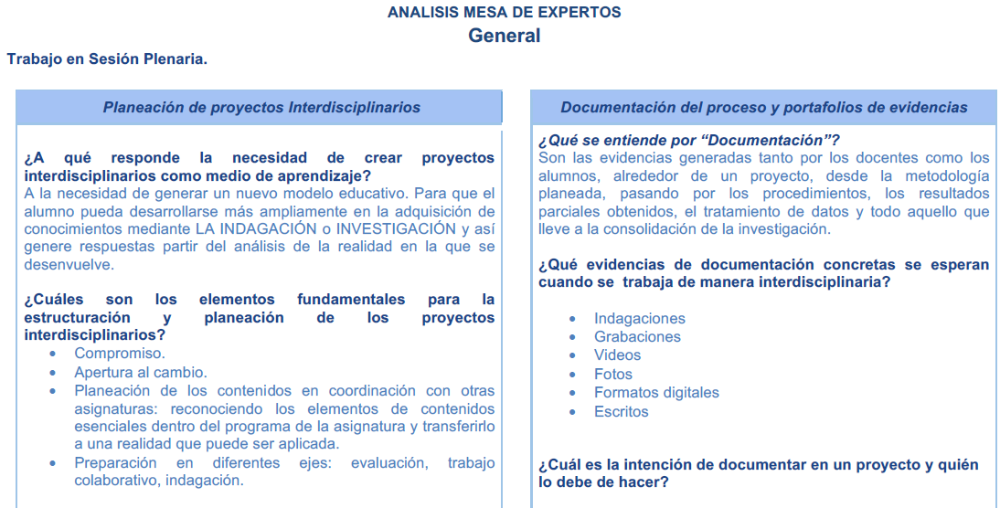 ANALISIS MESA DE EXPERTOS
General
Trabajo en Sesión Plenaria.
Planeación de proyectos Interdisciplinarios
¿A qué responde la necesidad de crear proyectos
interdisciplinarios como medio de aprendizaje?
A la necesidad de generar un nuevo modelo educativo. Para que el
alumno pueda desarrollarse más ampliamente en la adquisición de
conocimientos mediante LA INDAGACIÓN o INVESTIGACIÓN y así
genere respuestas partir del análisis de la realidad en la que se
desenvuelve.
¿Cuáles son los elementos fundamentales para la
estructuración y planeación de los proyectos
interdisciplinarios?
• Compromiso.
• Apertura al cambio.
• Planeación de los contenidos en coordinación con otras
asignaturas: reconociendo los elementos de contenidos
esenciales dentro del programa de la asignatura y transferirlo
a una realidad que puede ser aplicada.
• Preparación en diferentes ejes: evaluación, trabajo
colaborativo, indagación.
Documentación del proceso y portafolios de evidencias
¿Qué se entiende por “Documentación”?
Son las evidencias generadas tanto por los docentes como los
alumnos, alrededor de un proyecto, desde la metodología
planeada, pasando por los procedimientos, los resultados
parciales obtenidos, el tratamiento de datos y todo aquello que
lleve a la consolidación de la investigación.
¿Qué evidencias de documentación concretas se esperan
cuando se trabaja de manera interdisciplinaria?
• Indagaciones
• Grabaciones
• Videos
• Fotos
• Formatos digitales
• Escritos
¿Cuál es la intención de documentar en un proyecto y quién
lo debe de hacer?